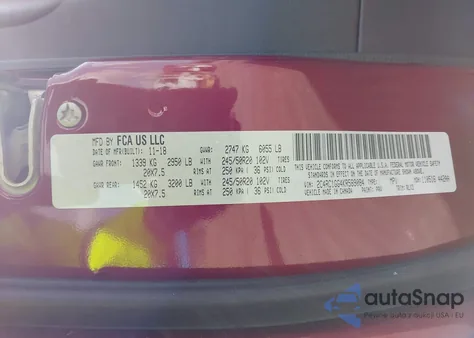 MFD BY FCA US LLC
DATE OF MFR(BUILT): 11-18 GVWR: 2747 KG 6055 LB
GAWR FRONT: 1339 KG 2950 LB WITH 245/50R20 102V TIRES
20X7.5 RIMS AT 250 KPA ( 36 PSI COLD
GAWR REAR: 1452 KG 3200 LB WITH 245/50R20 102V TIRES
20X7.5 RIMS AT 250 KPA ( 36 PSI COLD
THIS VEHICLE CONFORMS TO ALL APPLICABLE U.S.A. FEDERAL MOTOR VEHICLE SAFETY
STANDARDS IN EFFECT ON THE DATE OF MANUFACTURE SHOWN ABOVE.
MPV
PAINT: PRV
autoSnap